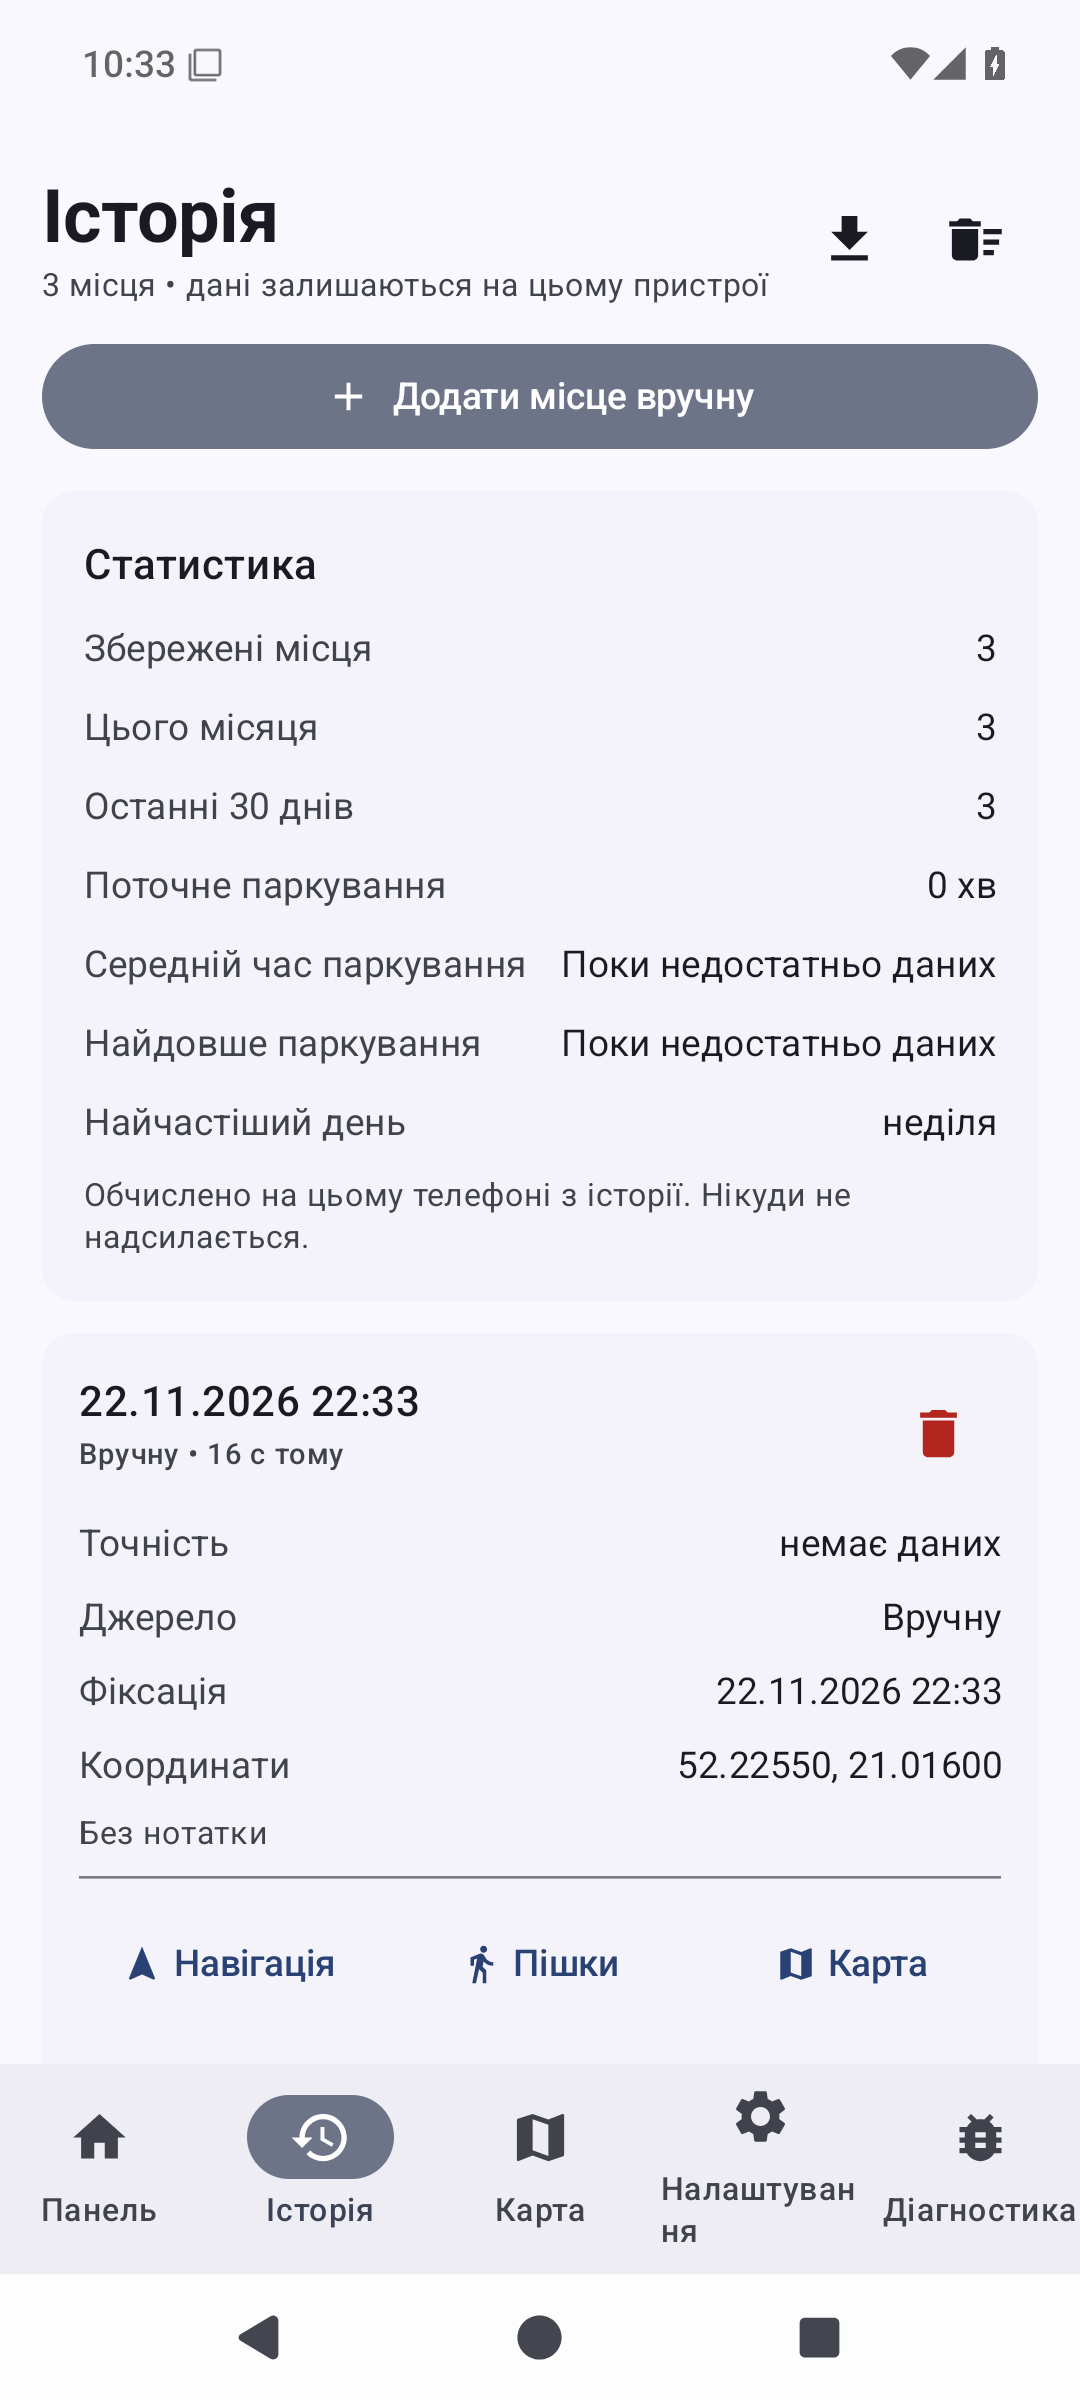 10:33
Історія
3 місця • дані залишаються на цьому пристрої
Додати місце вручну
Статистика
Збережені місця 3
Цього місяця 3
Останні 30 днів 3
Поточне паркування 0 хв
Середній час паркування Поки недостатньо даних
Найдовше паркування Поки недостатньо даних
Найчастіший день неділя
Обчислено на цьому телефоні з історії. Нікуди не
надсилається.
22.11.2026 22:33
Вручну • 16 с тому
Точність немає даних
Джерело Вручну
Фіксація 22.11.2026 22:33
Координати 52.22550, 21.01600
Без нотатки
Навігація Пішки Карта
Панель Історія Карта Налаштуван
ня Діагностика